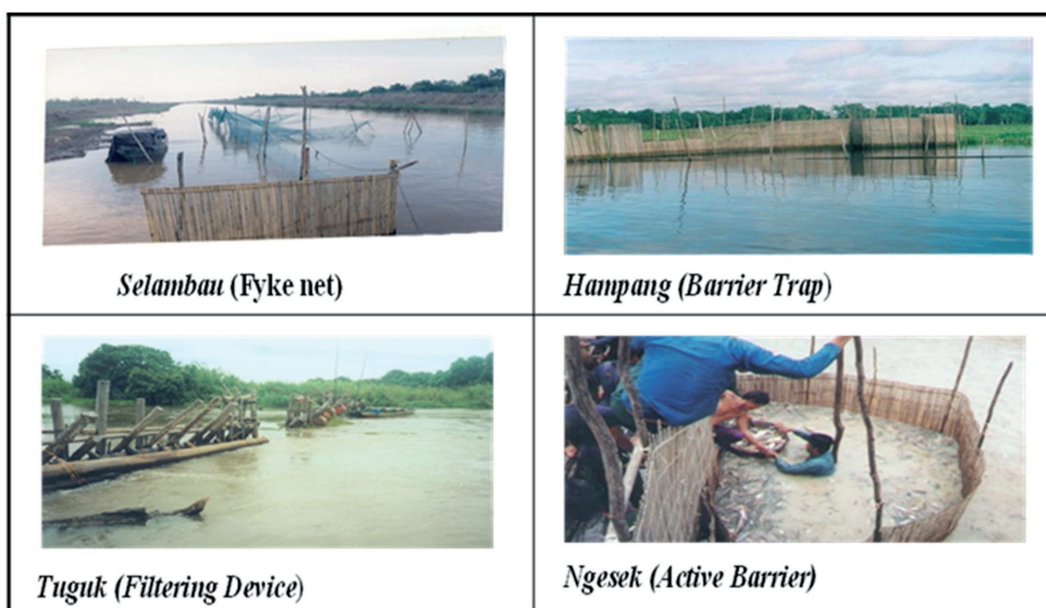 Selambau (Fyke net)
Hampang (Barrier Trap)
Tuguk (Filtering Device)
Ngesek (Active Barrier)